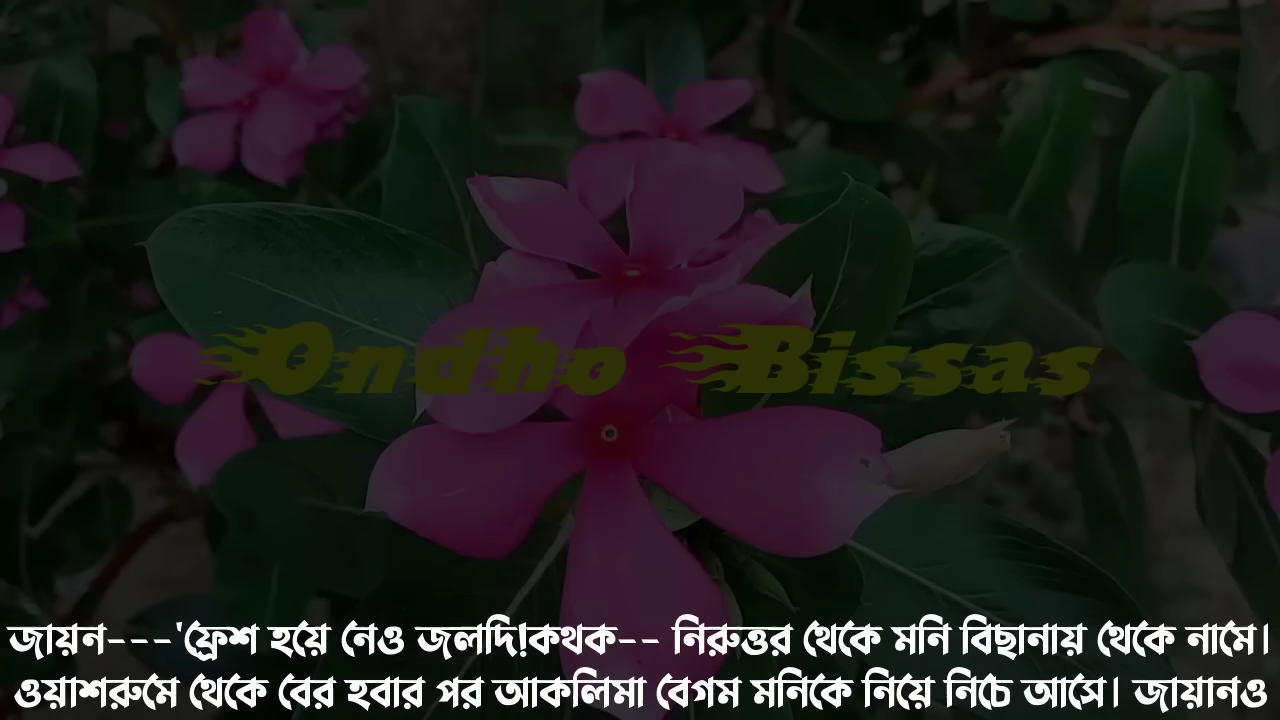 Ondho Bissas
জায়ন---'ফ্রেশ হয়ে নেও জলদি!কথক-- নিরুত্তর থেকে মনি বিছানায় থেকে নামে।
ওয়াশরুমে থেকে বের হবার পর আকলিমা বেগম মনিকে নিয়ে নিচে আসে। জায়ানও